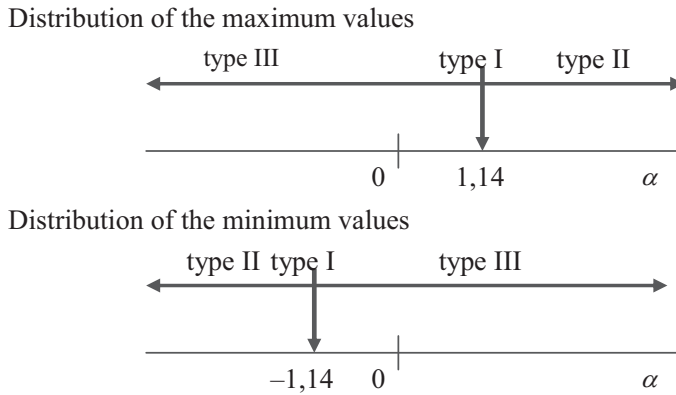 Distribution of the maximum values
type III type I type II
0 1,14 α
Distribution of the minimum values
type II type I type III
–1,14 0 α